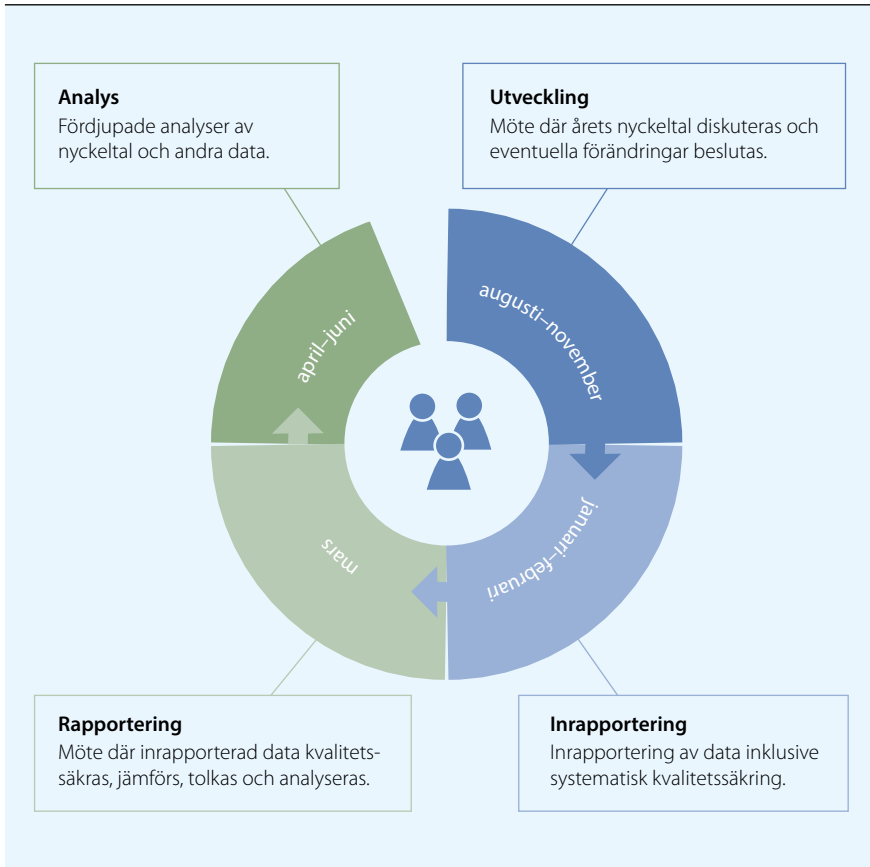 Analys
Fördjupade analyser av
nyckeltal och andra data.
Utveckling
Möte där årets nyckeltal diskuteras och
eventuella förändringar beslutas.
april–juni
augusti–november
mars
januari–februari
Rapportering
Möte där inrapporterad data kvalitets-
säkras, jämförs, tolkas och analyseras.
Inrapportering
Inrapportering av data inklusive
systematisk kvalitetssäkring.